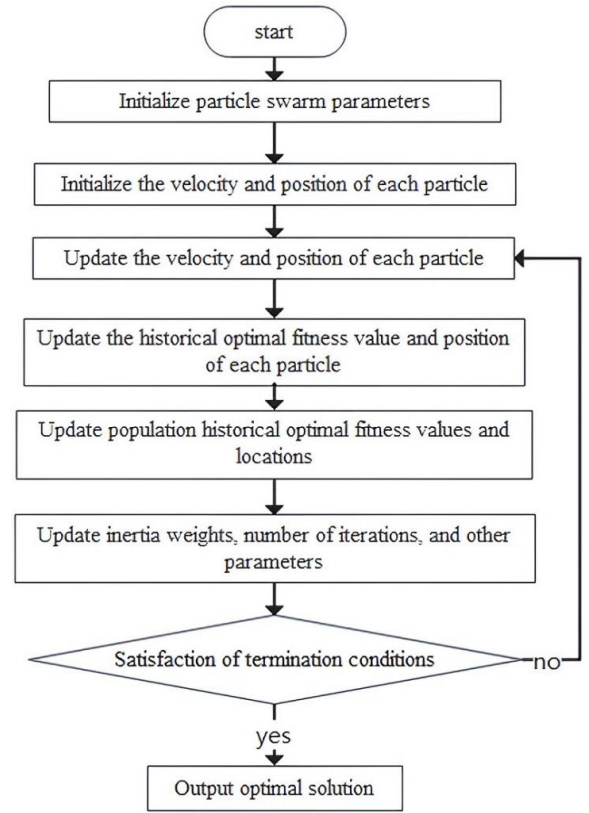 start
Initialize particle swarm parameters
Initialize the velocity and position of each particle
Update the velocity and position of each particle
Update the historical optimal fitness value and position
of each particle
Update population historical optimal fitness values and
locations
Update inertia weights, number of iterations, and other
parameters
Satisfaction of termination conditions
no
yes
Output optimal solution